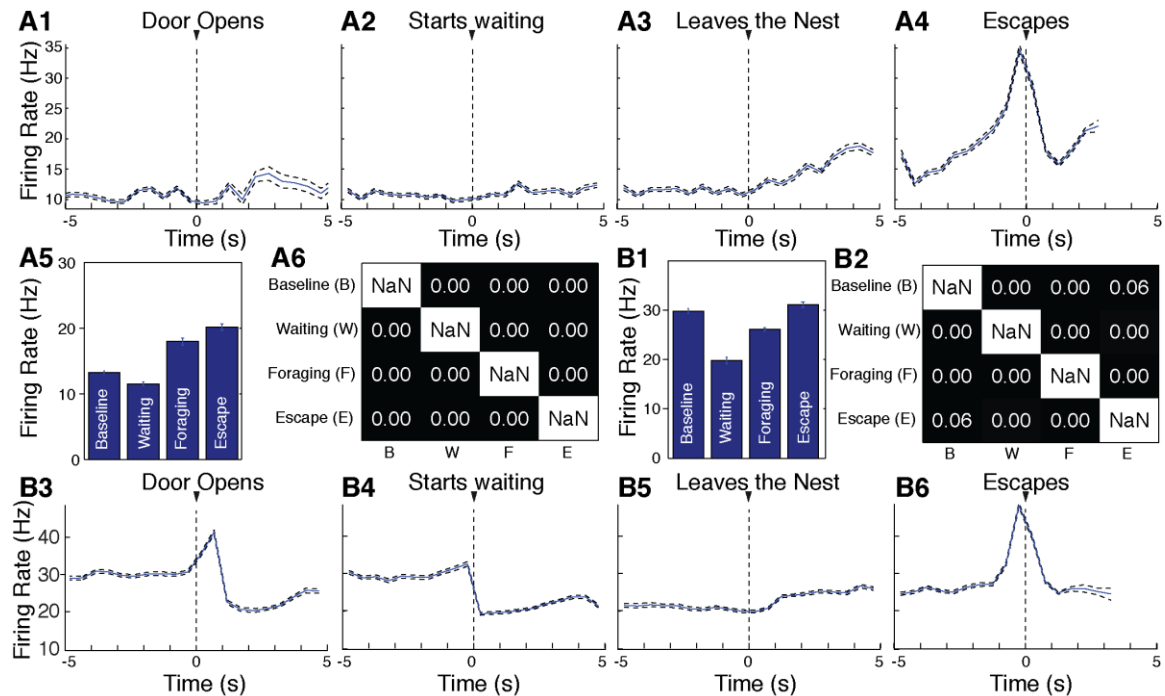 A1 Door Opens A2 Starts waiting A3 Leaves the Nest A4 Escapes
Firing Rate (Hz)
35
30
25
20
15
10
-5 0 5 -5 0 5 -5 0 5 -5 0 5
Time (s) Time (s) Time (s) Time (s)
A5
Firing Rate (Hz)
30
20
10
0
Baseline Waiting Foraging Escape
A6
Baseline (B) NaN 0.00 0.00 0.00
Waiting (W) 0.00 NaN 0.00 0.00
Foraging (F) 0.00 0.00 NaN 0.00
Escape (E) 0.00 0.00 0.00 NaN
B W F E
B1
Firing Rate (Hz)
30
20
10
0
Baseline Waiting Foraging Escape
B2
Baseline (B) NaN 0.00 0.00 0.06
Waiting (W) 0.00 NaN 0.00 0.00
Foraging (F) 0.00 0.00 NaN 0.00
Escape (E) 0.06 0.00 0.00 NaN
B W F E
B3 Door Opens B4 Starts waiting B5 Leaves the Nest B6 Escapes
Firing Rate (Hz)
40
30
20
10
-5 0 5 -5 0 5 -5 0 5 -5 0 5
Time (s) Time (s) Time (s) Time (s)